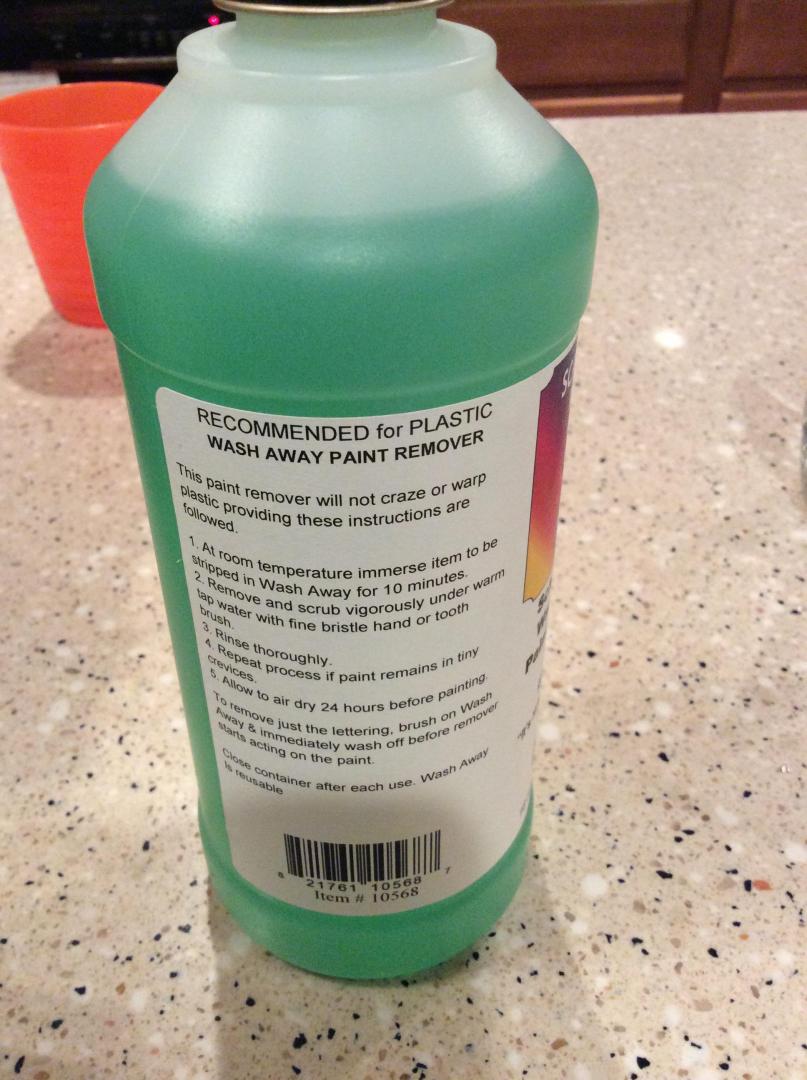 RECOMMENDED for PLASTIC
WASH AWAY PAINT REMOVER
This paint remover will not craze or warp
plastic providing these instructions are
followed.
1. At room temperature immerse item to be
stripped in Wash Away for 10 minutes.
2. Remove and scrub vigorously under warm
tap water with fine bristle hand or tooth
brush.
3. Rinse thoroughly.
4. Repeat process if paint remains in tiny
crevices.
5. Allow to air dry 24 hours before painting.
To remove just the lettering, brush on Wash
Away & immediately wash off before remover
starts acting on the paint.
Close container after each use. Wash Away
Is reusable
8 21761 10568 7
Item # 10568